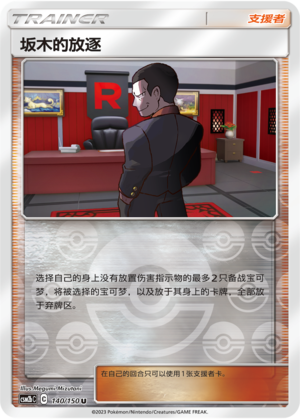 TRAINER
支援者
坂木的放逐
R
选择自己的身上没有放置伤害指示物的最多2只备战宝可
梦，将被选择的宝可梦，以及放于其身上的卡牌，全部放
于弃牌区。
Illus. Megumi Mizutani
在自己的回合只可以使用1张支援者卡。
CSM2b C C 140/150 U
©2023 Pokémon/Nintendo/Creatures/GAME FREAK.